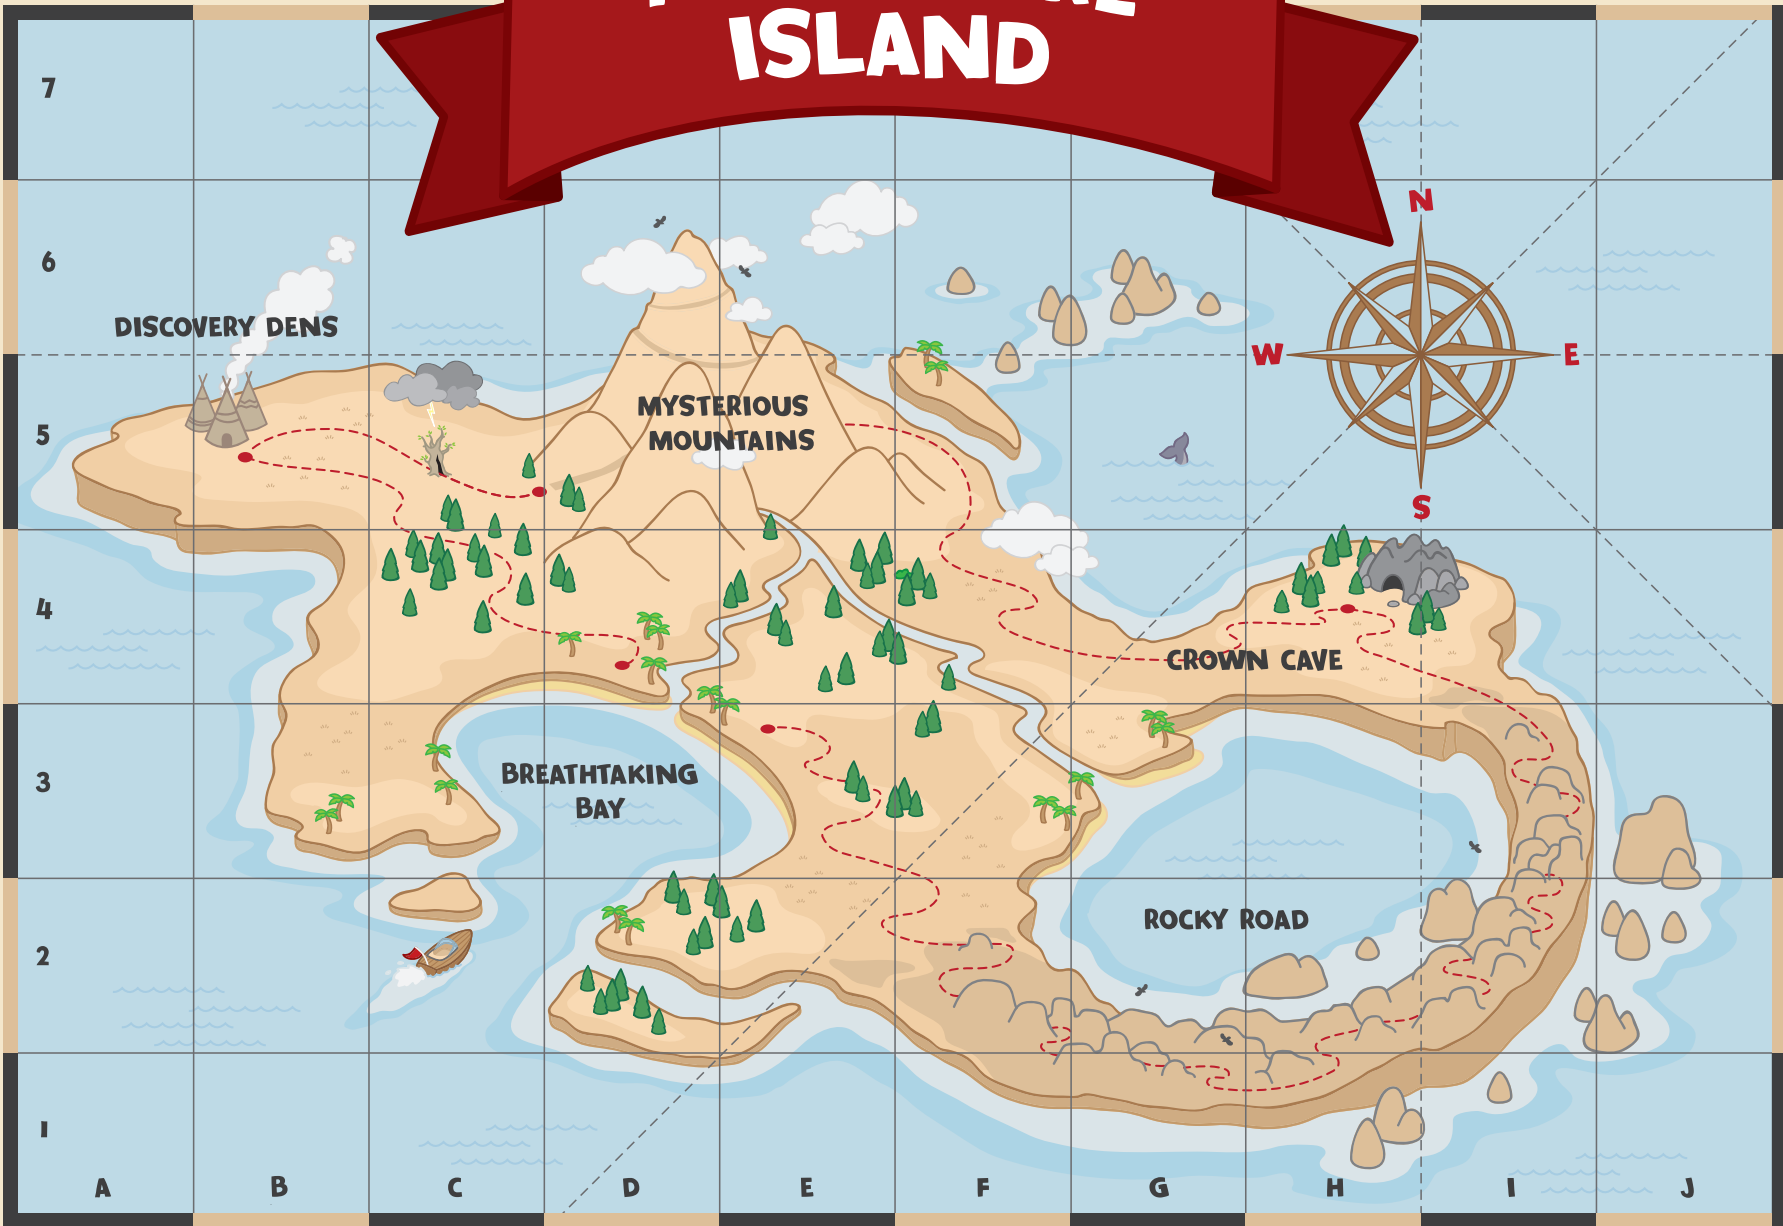 ISLAND
7
N
6
DISCOVERY DENS
W
E
MYSTERIOUS
MOUNTAINS
5
S
4
CROWN CAVE
3
BREATHTAKING
BAY
ROCKY ROAD
2
1
A B C D E F G H I J